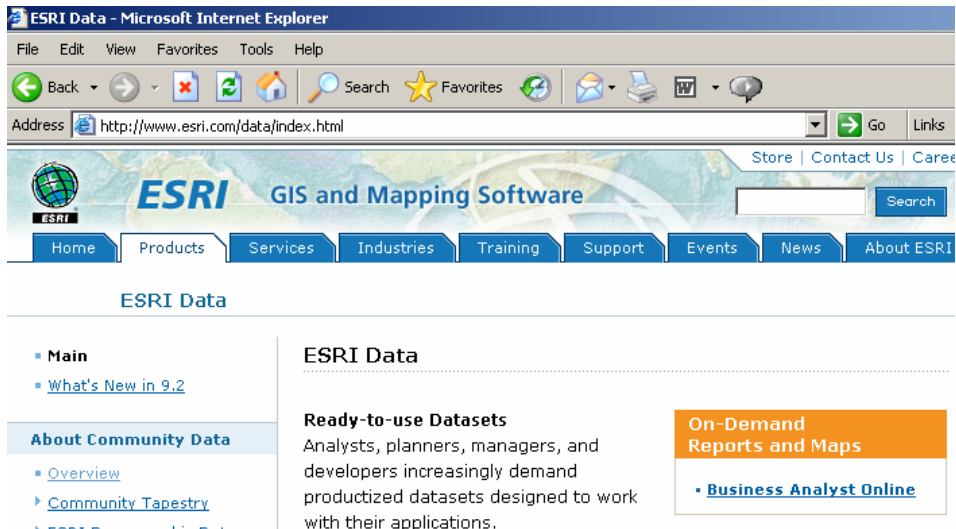 ESRI Data - Microsoft Internet Explorer
File Edit View Favorites Tools Help
Back Search Favorites
Address http://www.esri.com/data/index.html Go Links
Store | Contact Us | Caree
ESRI GIS and Mapping Software
ESRI Search
Home Products Services Industries Training Support Events News About ESRI
ESRI Data
Main
What's New in 9.2
About Community Data
Overview
Community Tapestry
ESRI Data
Ready-to-use Datasets
Analysts, planners, managers, and
developers increasingly demand
productized datasets designed to work
with their applications.
On-Demand
Reports and Maps
Business Analyst Online